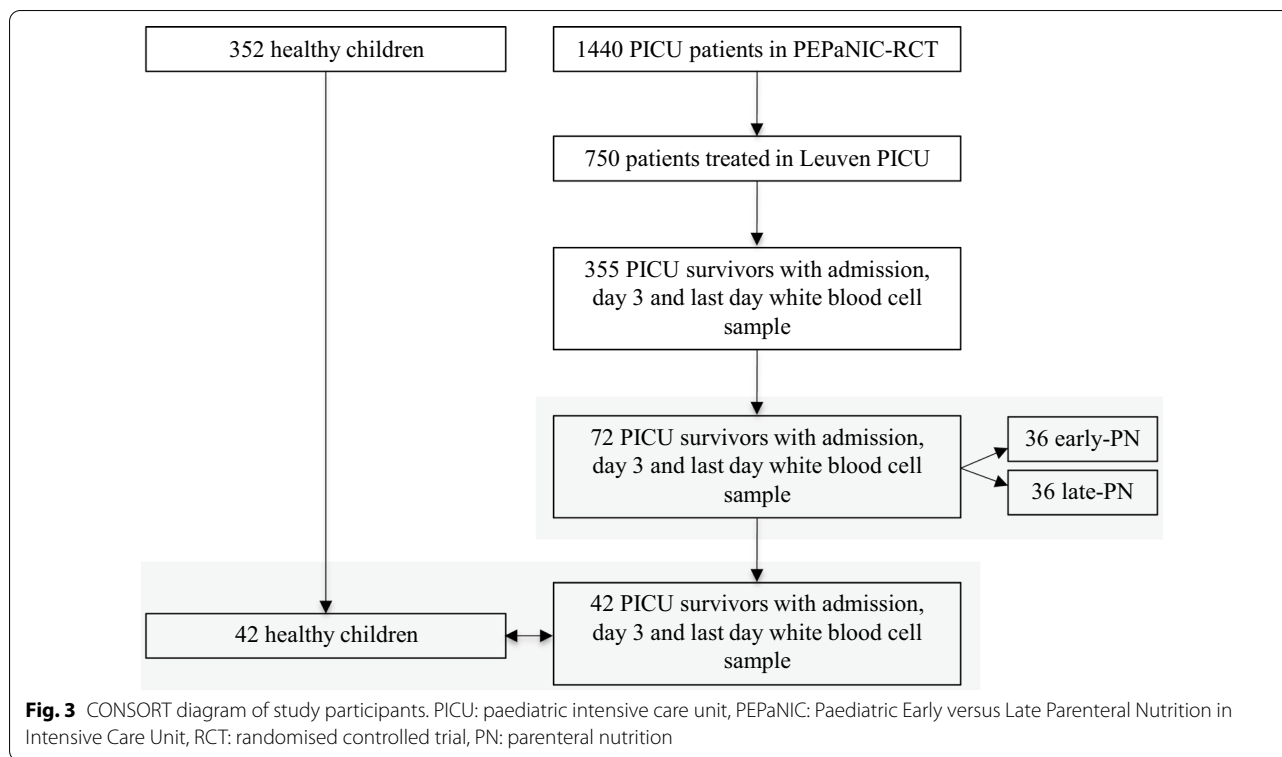 352 healthy children
1440 PICU patients in PEPaNIC-RCT
750 patients treated in Leuven PICU
355 PICU survivors with admission,
day 3 and last day white blood cell
sample
72 PICU survivors with admission,
day 3 and last day white blood cell
sample
36 early-PN
36 late-PN
42 healthy children
42 PICU survivors with admission,
day 3 and last day white blood cell
sample
Fig. 3 CONSORT diagram of study participants. PICU: paediatric intensive care unit, PEPaNIC: Paediatric Early versus Late Parenteral Nutrition in
Intensive Care Unit, RCT: randomised controlled trial, PN: parenteral nutrition